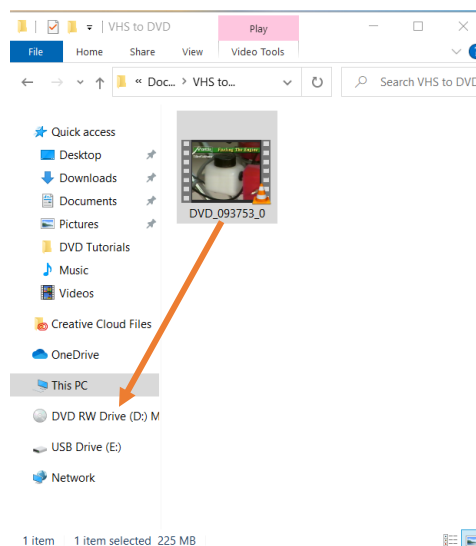 VHS to DVD
Play
File
Home
Share
View
Video Tools
« Doc... > VHS to...
Search VHS to DVD
Quick access
Desktop
Downloads
Documents
Pictures
DVD Tutorials
Music
Videos
Creative Cloud Files
OneDrive
This PC
DVD RW Drive (D:) M
USB Drive (E:)
Network
DVD_093753_0
1 item
1 item selected 225 MB